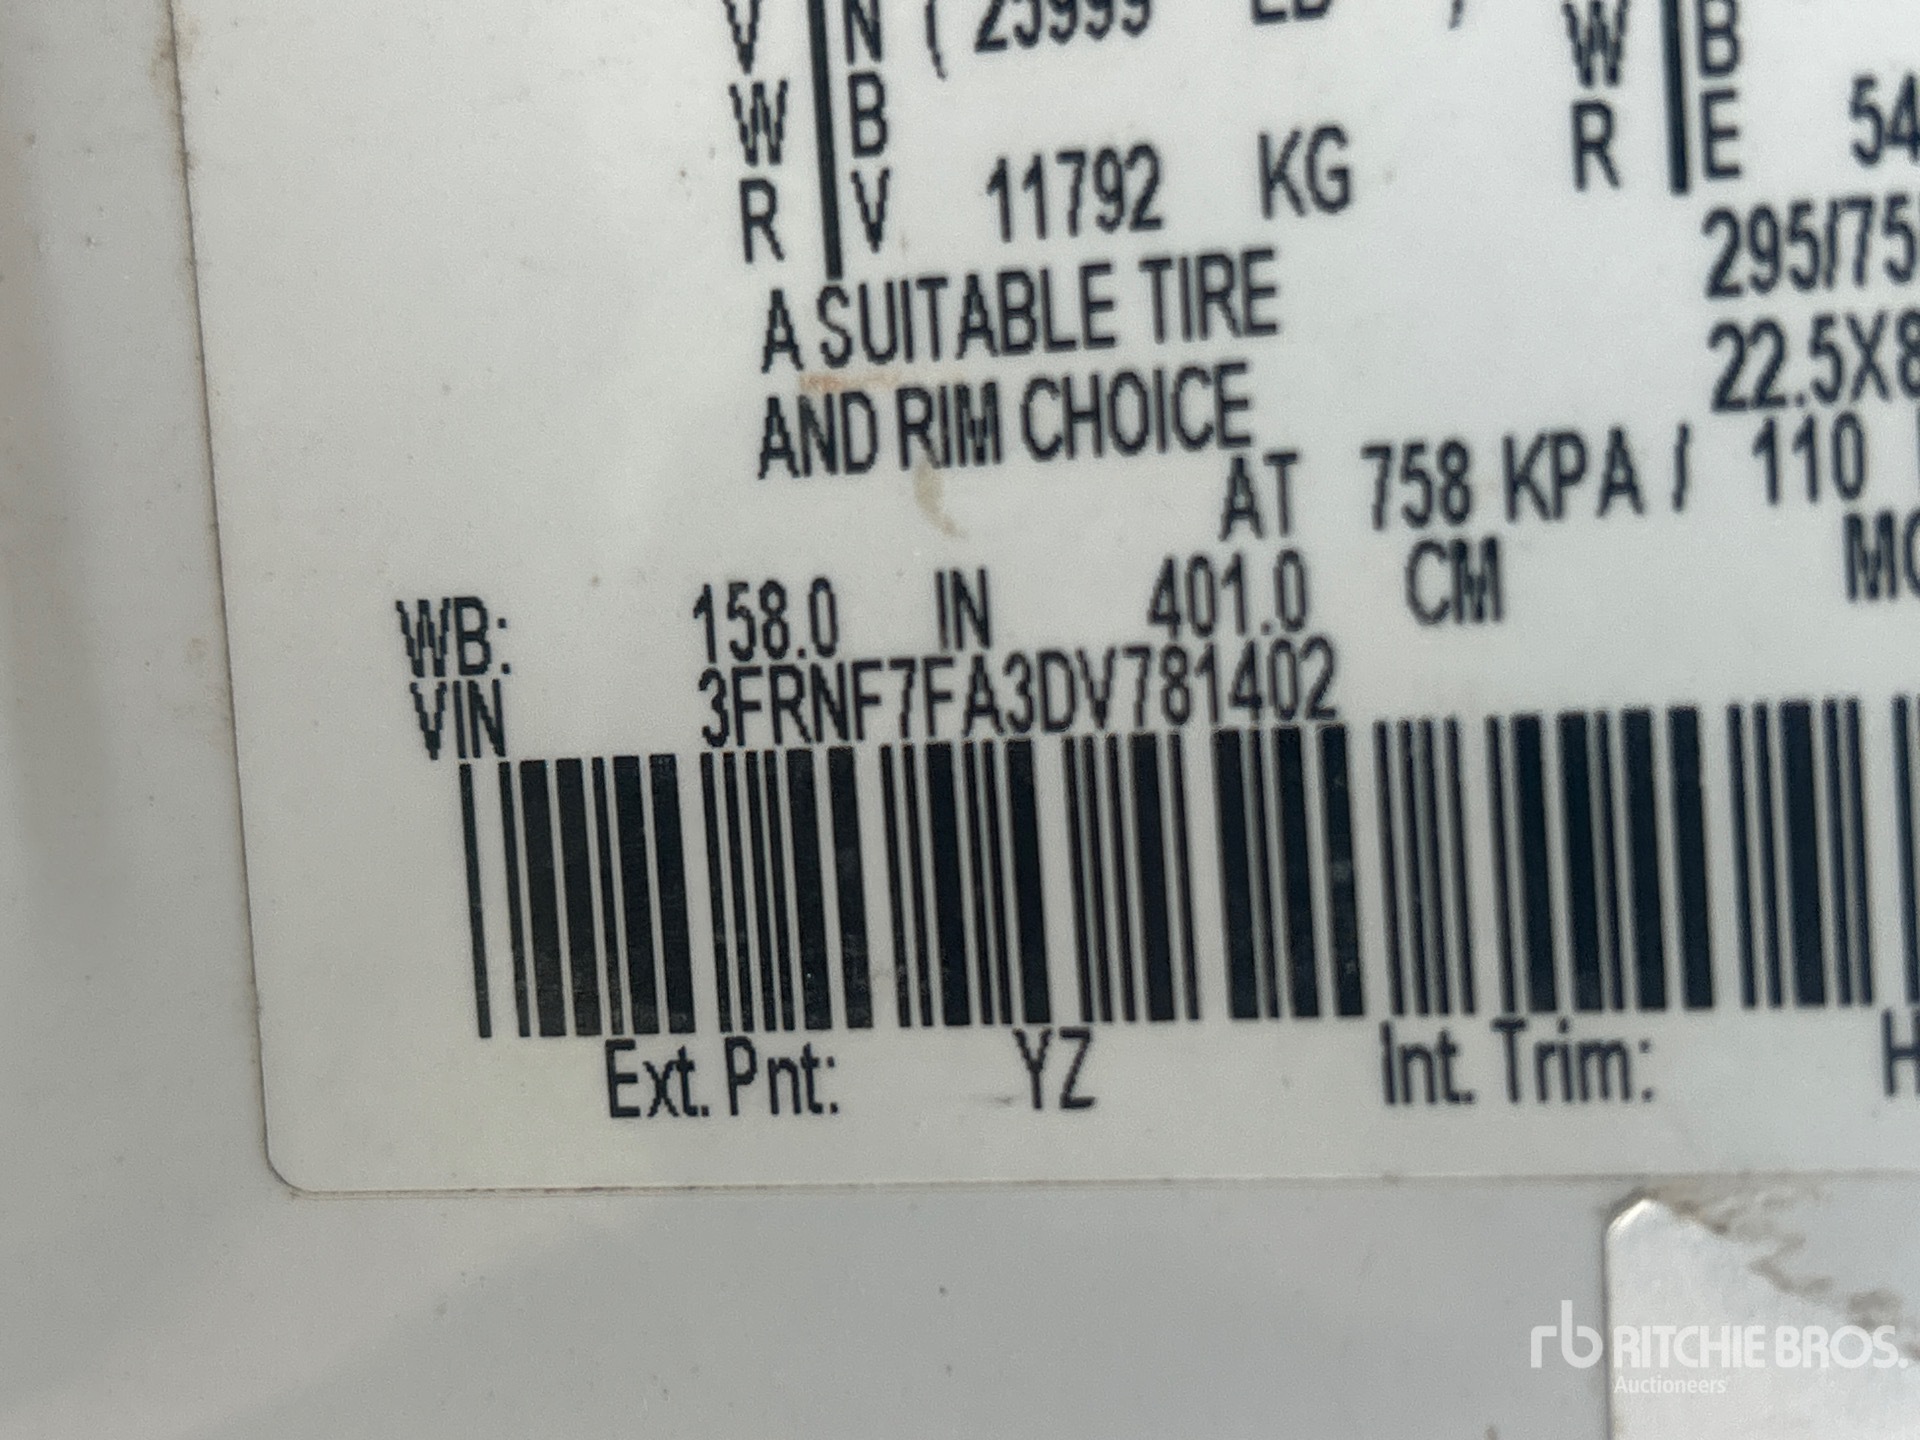 V N ( 25999 LB ) W B
W B R E 54
R V 11792 KG
295/75
A SUITABLE TIRE
22.5X8
AND RIM CHOICE
AT 758 KPA / 110
WB: 158.0 IN 401.0 CM
VIN 3FRNF7FA3DV781402
Ext. Pnt: YZ Int. Trim: H
rb RITCHIE BROS.
Auctioneers